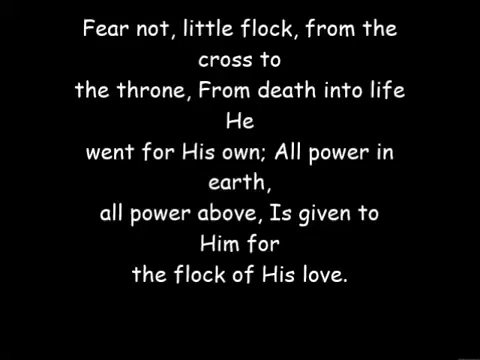 Fear not, little flock, from the
cross to
the throne, From death into life
He
went for His own; All power in
earth,
all power above, Is given to
Him for
the flock of His love.